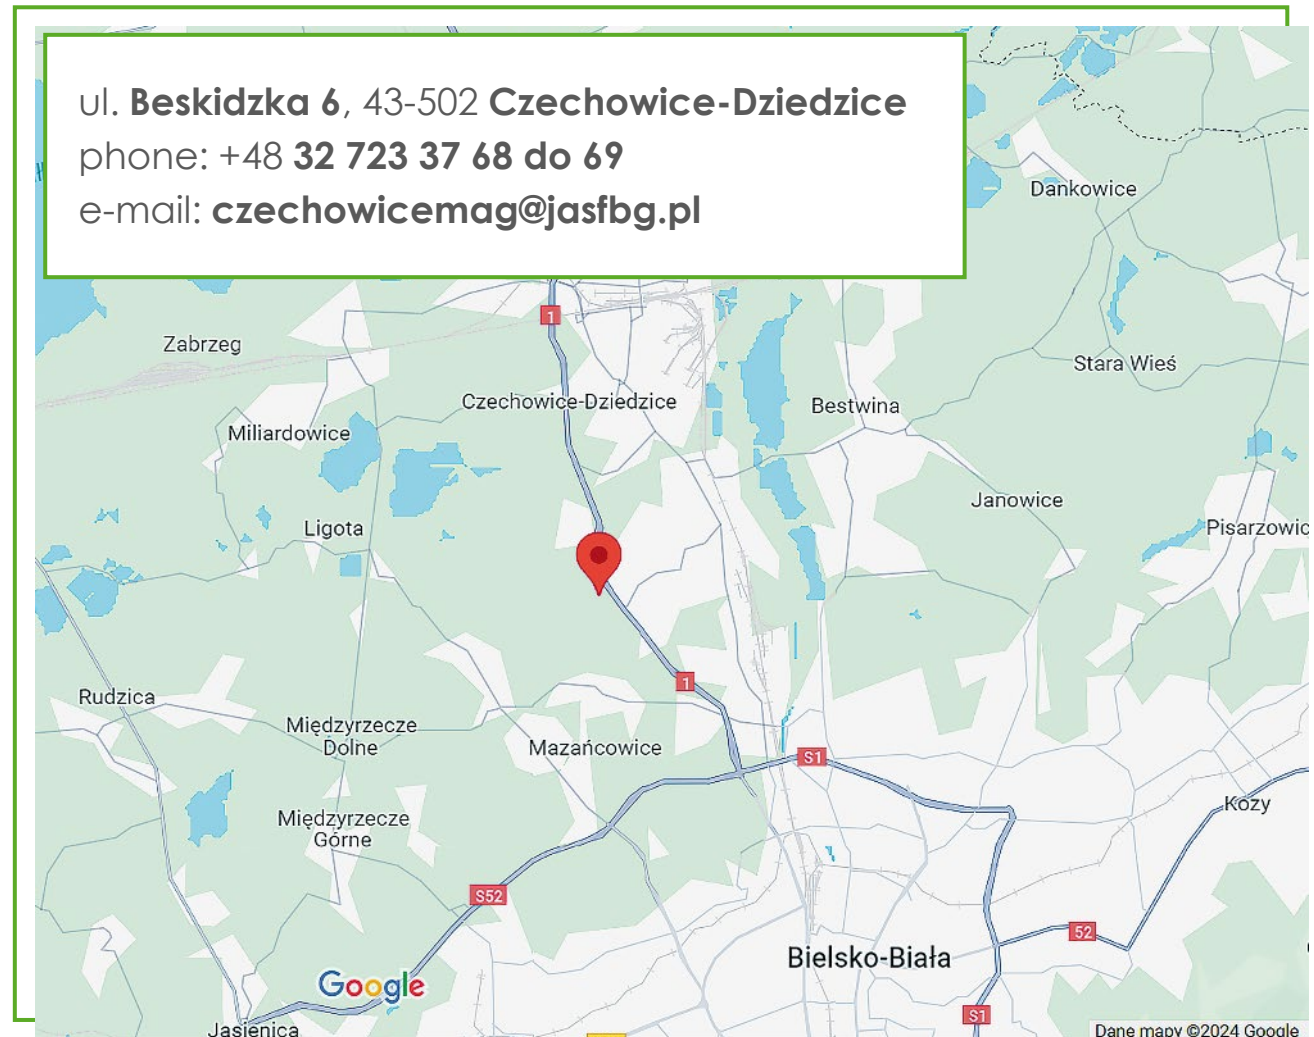 ul. Beskidzka 6, 43-502 Czechowice-Dziedzice
phone: +48 32 723 37 68 do 69
e-mail: czechowicemag@jasfbg.pl
Dankowice
1
Zabrzeg
Stara Wieś
Czechowice-Dziedzice
Bestwina
Miliardowice
Janowice
Ligota
Pisarzowic
1
Rudzica
Międzyrzecze
Dolne
Mazańcowice
S1
Kozy
Międzyrzecze
Górne
S52
52
Bielsko-Biała
Google
S1
Jasienica
Dane mapy ©2024 Google